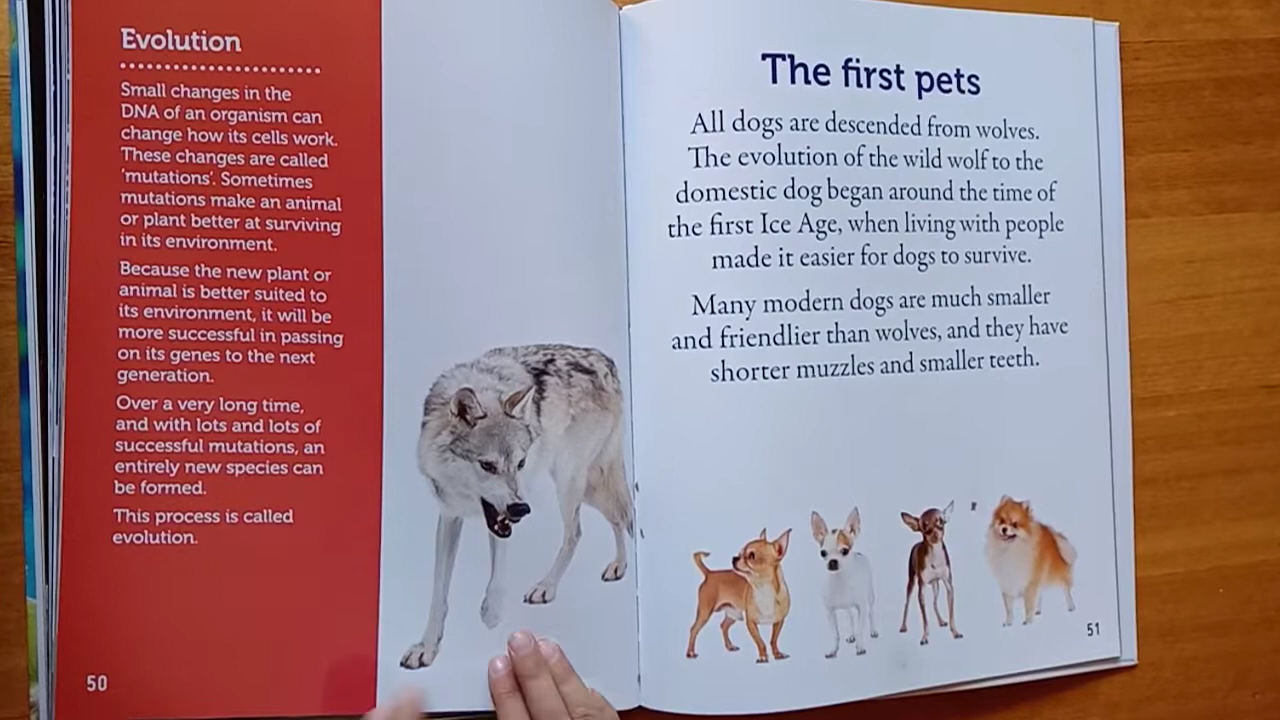 Evolution
Small changes in the
DNA of an organism can
change how its cells work.
These changes are called
'mutations'. Sometimes
mutations make an animal
or plant better at surviving
in its environment.
Because the new plant or
animal is better suited to
its environment, it will be
more successful in passing
on its genes to the next
generation.
Over a very long time,
and with lots and lots of
successful mutations, an
entirely new species can
be formed.
This process is called
evolution.
50
The first pets
All dogs are descended from wolves.
The evolution of the wild wolf to the
domestic dog began around the time of
the first Ice Age, when living with people
made it easier for dogs to survive.
Many modern dogs are much smaller
and friendlier than wolves, and they have
shorter muzzles and smaller teeth.
51